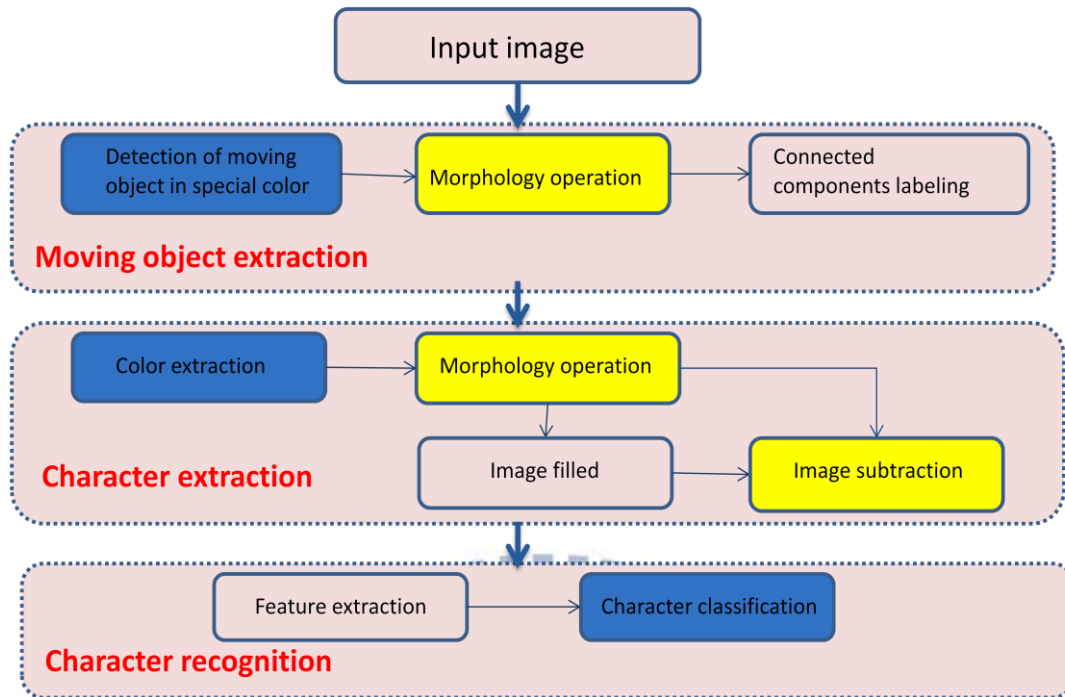 Input image
Detection of moving
object in special color
Morphology operation
Connected
components labeling
Moving object extraction
Color extraction
Morphology operation
Image filled
Image subtraction
Character extraction
Feature extraction
Character classification
Character recognition